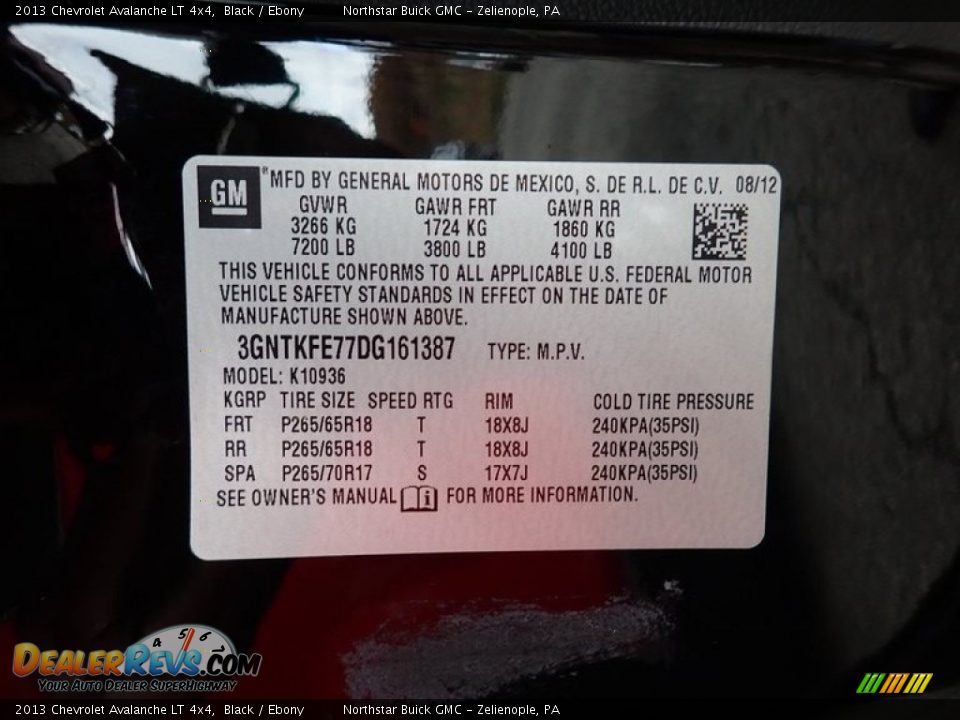 2013 Chevrolet Avalanche LT 4x4, Black / Ebony Northstar Buick GMC - Zelienople, PA
GM ® MFD BY GENERAL MOTORS DE MEXICO, S. DE R.L. DE C.V. 08/12
GVWR GAWR FRT GAWR RR
3266 KG 1724 KG 1860 KG
7200 LB 3800 LB 4100 LB
THIS VEHICLE CONFORMS TO ALL APPLICABLE U.S. FEDERAL MOTOR
VEHICLE SAFETY STANDARDS IN EFFECT ON THE DATE OF
MANUFACTURE SHOWN ABOVE.
3GNTKFE77DG161387 TYPE: M.P.V.
MODEL: K10936
KGRP TIRE SIZE SPEED RTG RIM COLD TIRE PRESSURE
FRT P265/65R18 T 18X8J 240KPA(35PSI)
RR P265/65R18 T 18X8J 240KPA(35PSI)
SPA P265/70R17 S 17X7J 240KPA(35PSI)
SEE OWNER'S MANUAL i FOR MORE INFORMATION.
4 5 6
DEALERREVS.COM
YOUR AUTO DEALER SUPERHIGHWAY
2013 Chevrolet Avalanche LT 4x4, Black / Ebony Northstar Buick GMC - Zelienople, PA